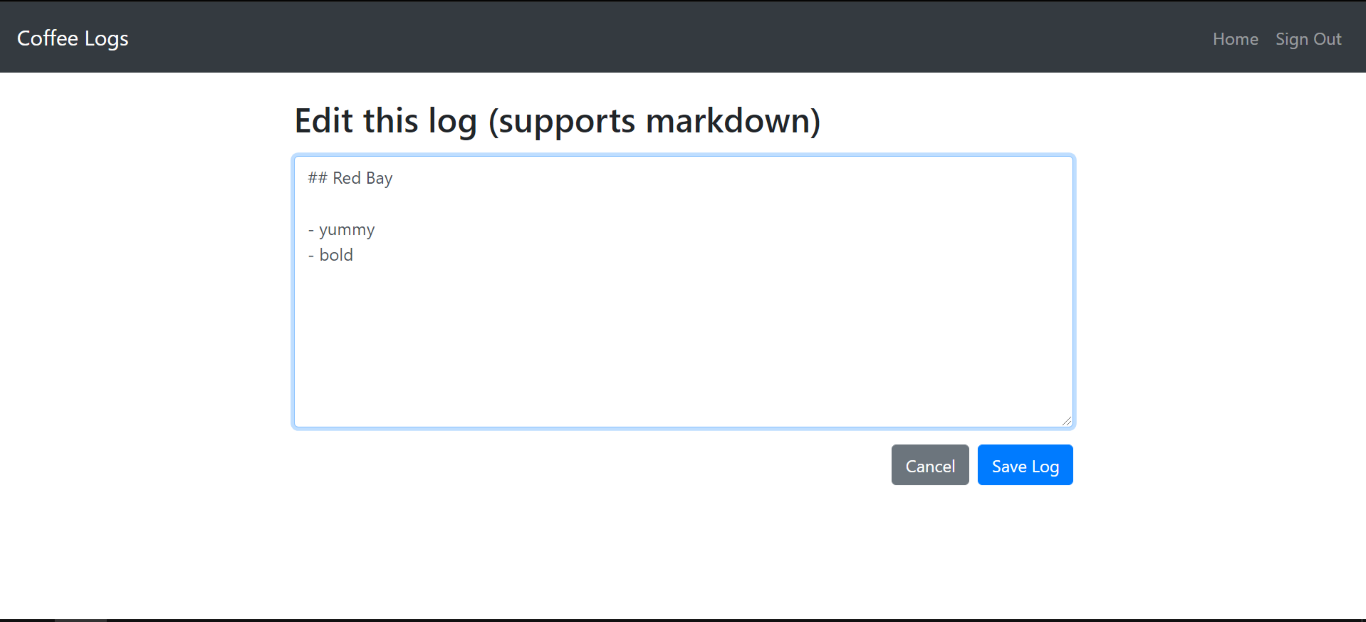 Coffee Logs
Home Sign Out
Edit this log (supports markdown)
## Red Bay
- yummy
- bold
Cancel Save Log